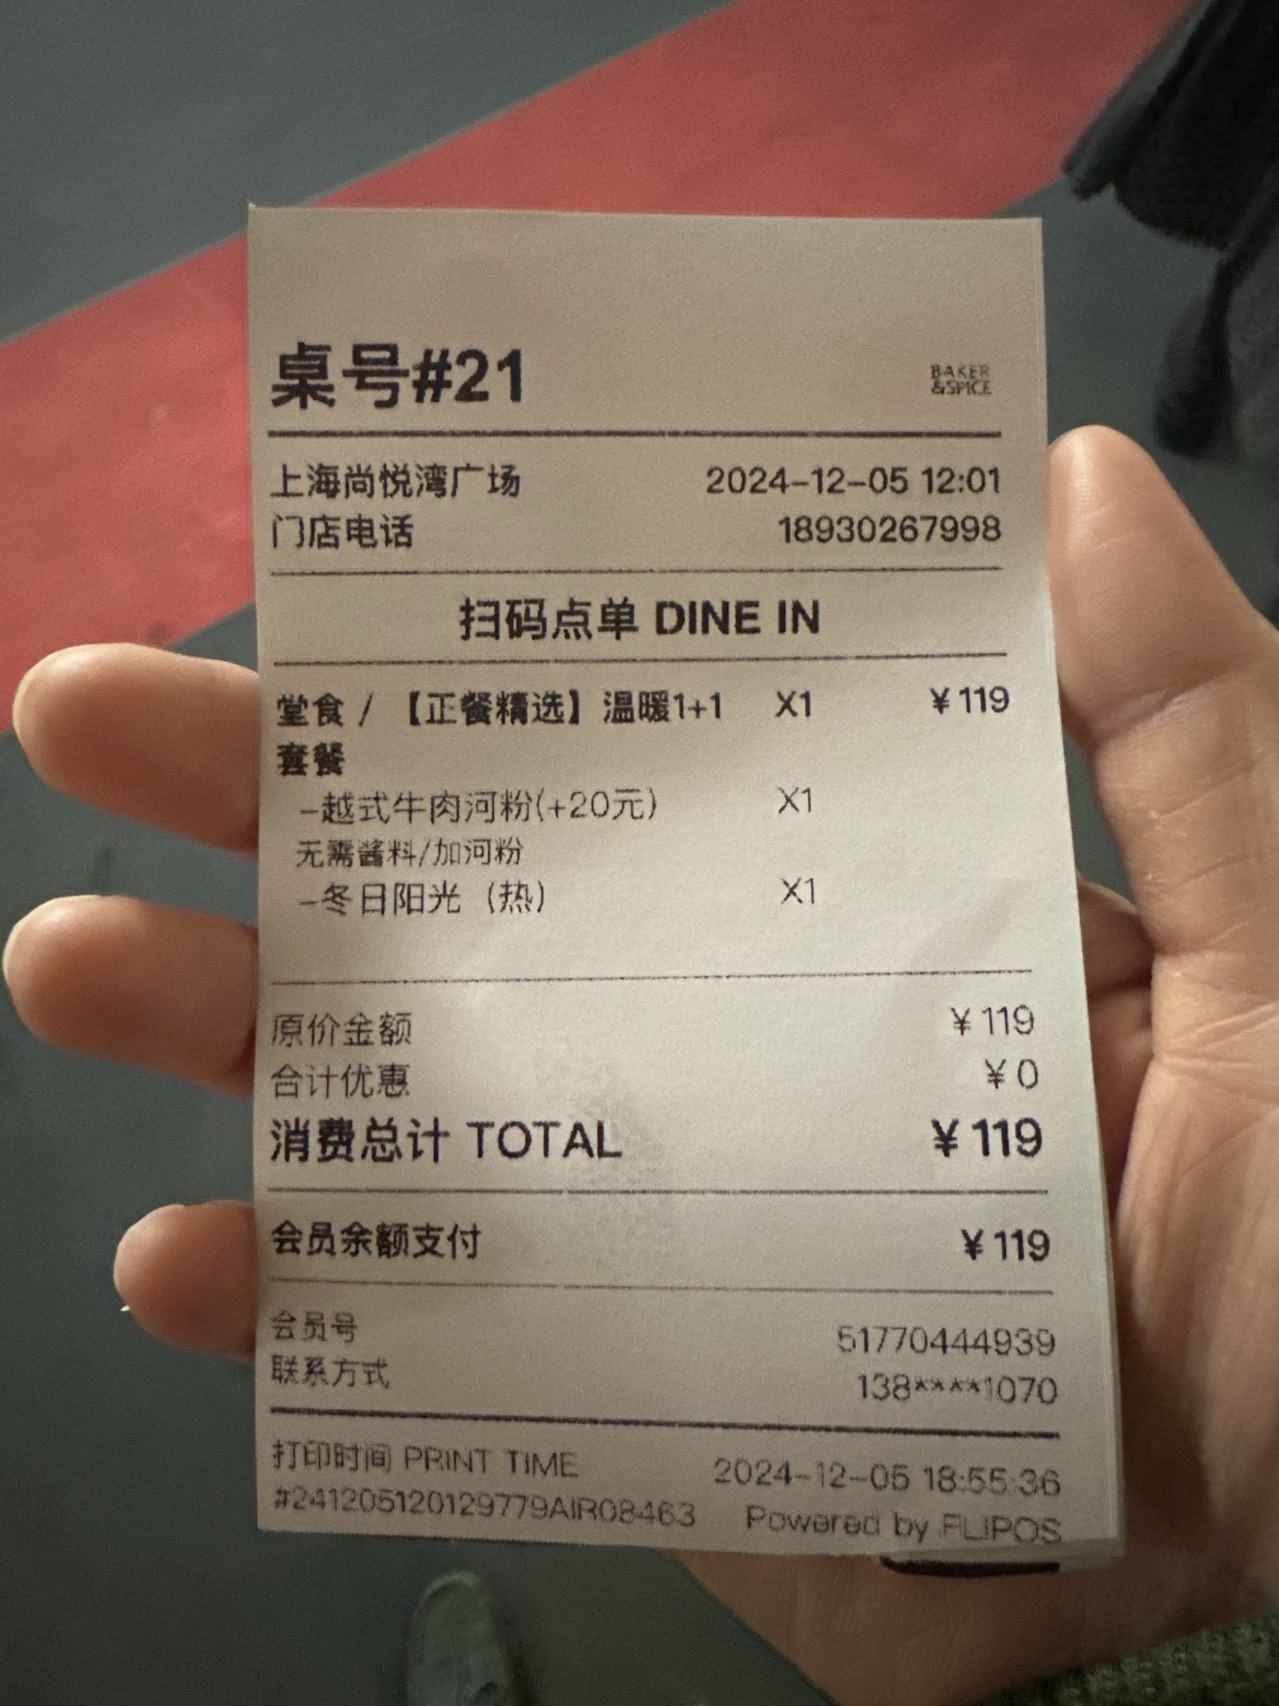 桌号#21
BAKER
&SPICE
上海尚悦湾广场 2024-12-05 12:01
门店电话 18930267998
扫码点单 DINE IN
堂食 / 【正餐精选】温暖1+1 X1 ¥119
套餐
-越式牛肉河粉(+20元) X1
无需酱料/加河粉
-冬日阳光 (热) X1
原价金额 ¥119
合计优惠 ¥0
消费总计 TOTAL ¥119
会员余额支付 ¥119
会员号 51770444939
联系方式 138****1070
打印时间 PRINT TIME 2024-12-05 18:55:36
#241205120129779AIR08463 Powered by FLIPOS